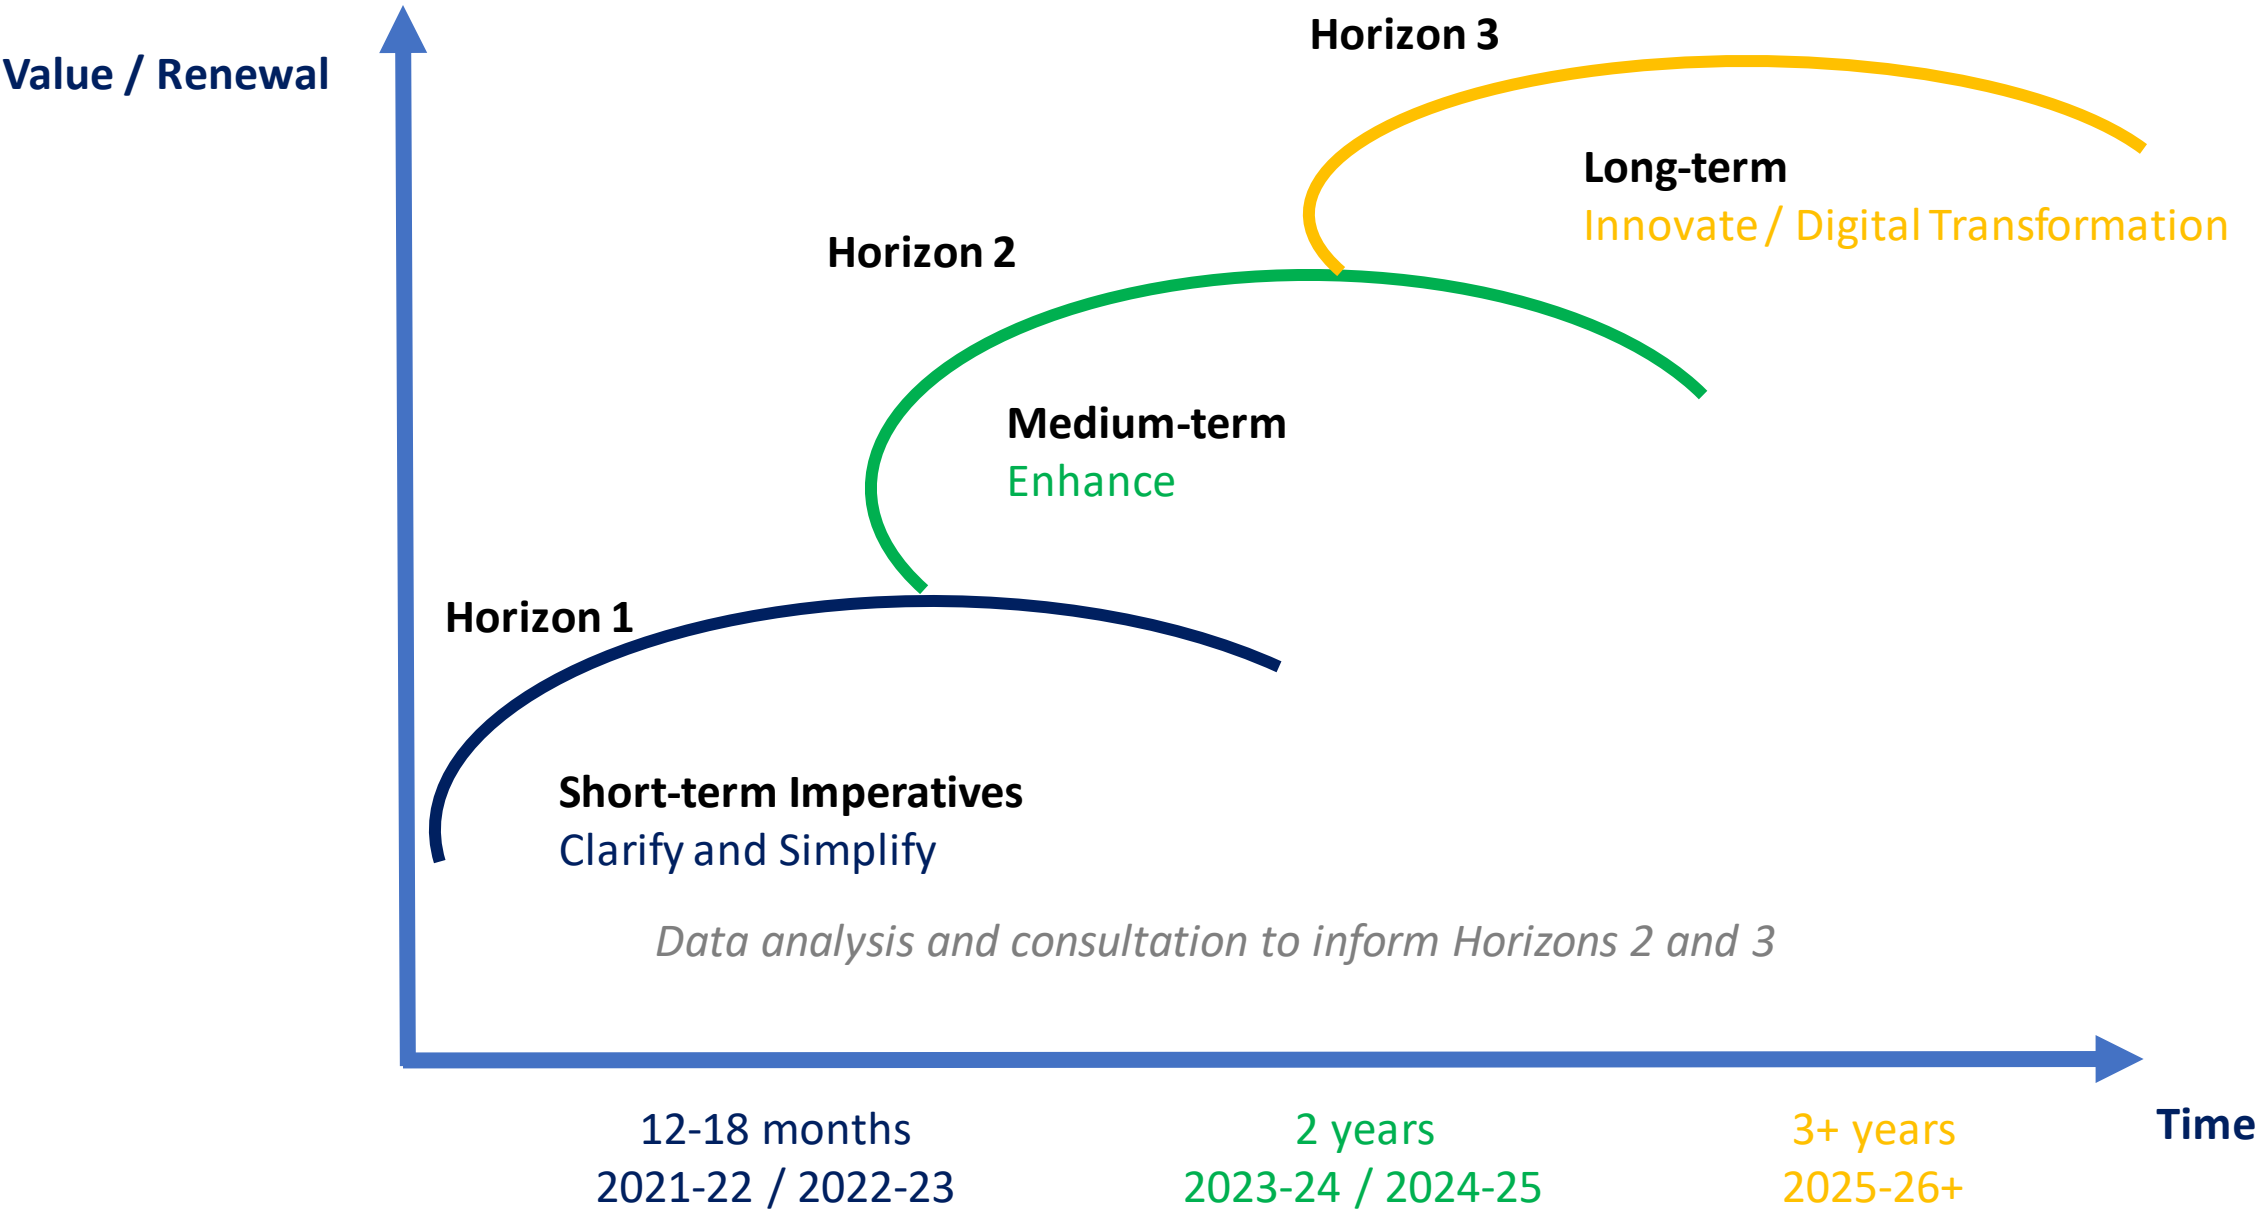 Value / Renewal
Horizon 3
Long-term
Innovate / Digital Transformation
Horizon 2
Medium-term
Enhance
Horizon 1
Short-term Imperatives
Clarify and Simplify
Data analysis and consultation to inform Horizons 2 and 3
12-18 months
2021-22 / 2022-23
2 years
2023-24 / 2024-25
3+ years
2025-26+
Time